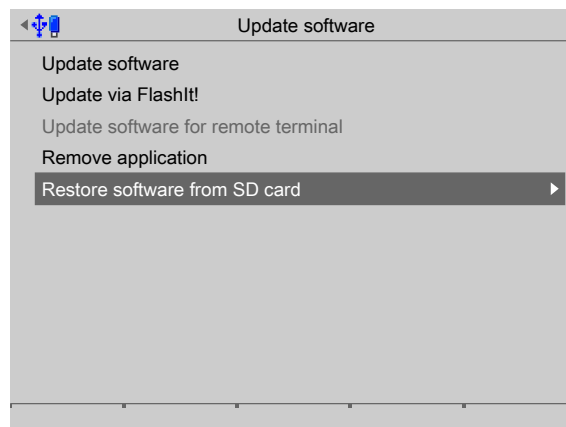 Update software
Update software
Update via FlashIt!
Update software for remote terminal
Remove application
Restore software from SD card